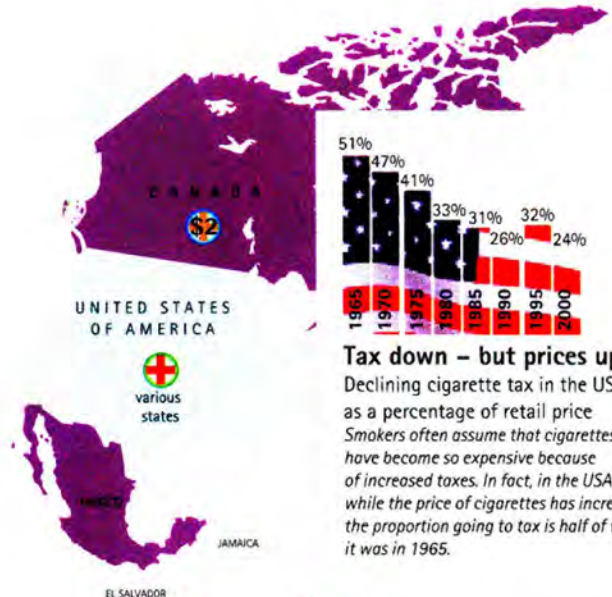 51%
47%
41%
33%
31%
26%
32%
24%
CANADA
$2
1965
1970
1975
1980
1985
1990
1995
2000
UNITED STATES
OF AMERICA
various
states
Tax down – but prices up
Declining cigarette tax in the US
as a percentage of retail price
Smokers often assume that cigarettes
have become so expensive because
of increased taxes. In fact, in the USA
while the price of cigarettes has incre
the proportion going to tax is half of
it was in 1965.
MEXICO
JAMAICA
EL SALVADOR